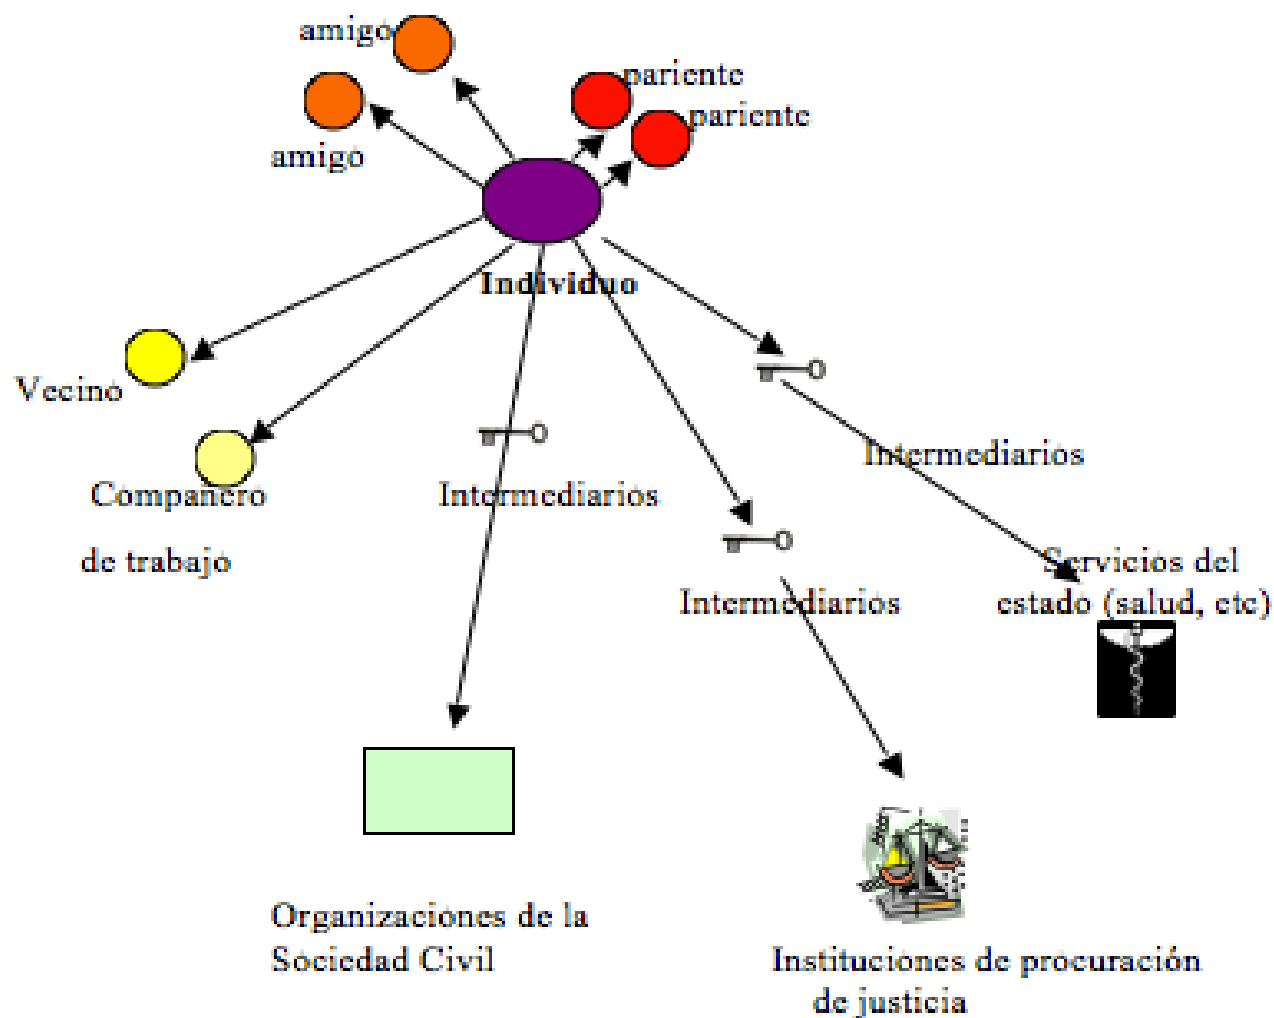 amigo
pariente
pariente
amigo
Individuo
Vecino
Intermediarios
Compañero
de trabajo
Intermediarios
Servicios del
estado (salud, etc)
Intermediarios
Organizaciones de la
Sociedad Civil
Instituciones de procuración
de justicia